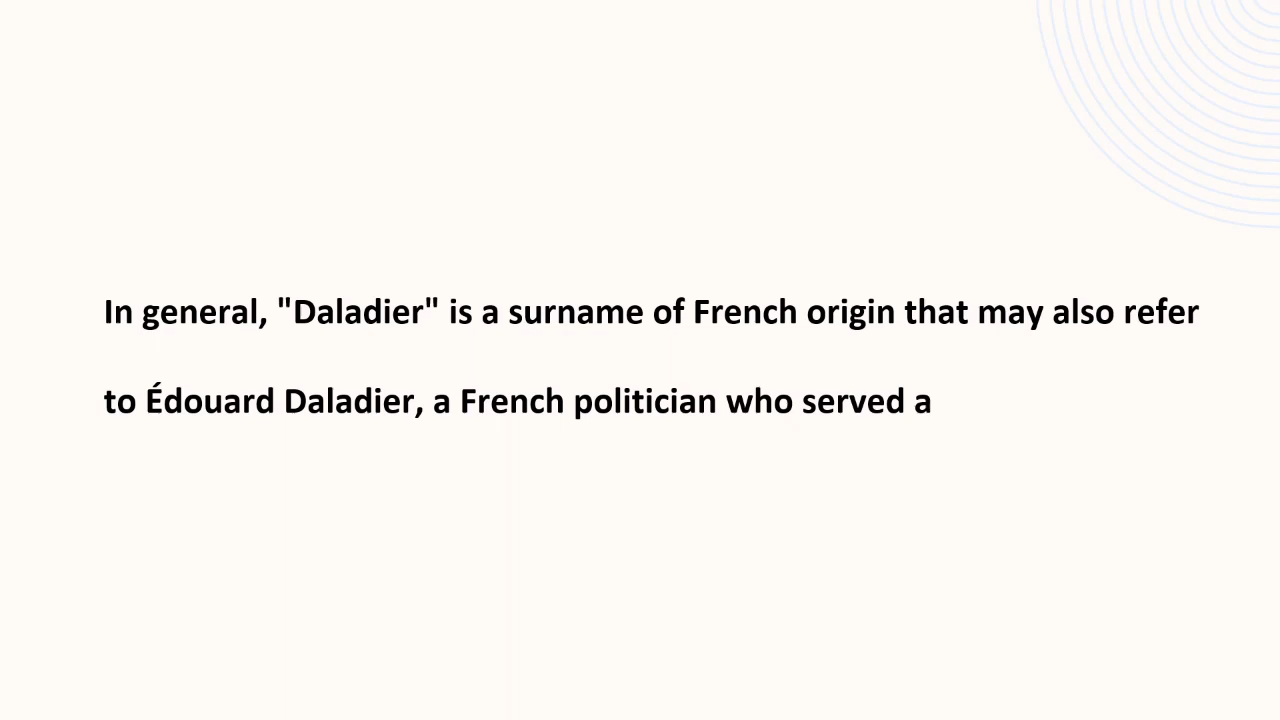 In general, "Daladier" is a surname of French origin that may also refer
to Édouard Daladier, a French politician who served a